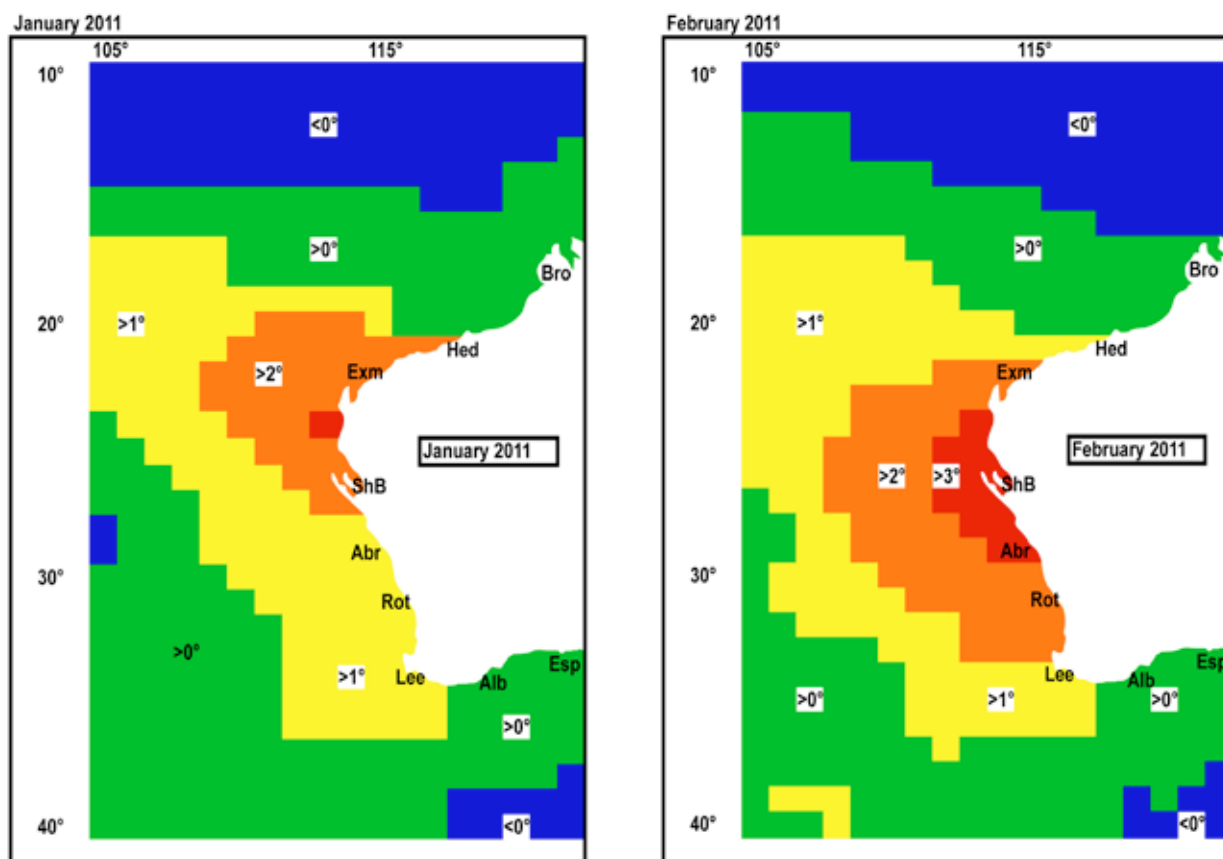 January 2011
105° 115°
10°
<0°
>0°
Bro
20°
>1°
Hed
>2°
Exm
January 2011
ShB
Abr
30°
Rot
>0°
>1°
Lee
Alb
Esp
>0°
40°
<0°
February 2011
105° 115°
10°
<0°
>0°
Bro
20°
>1°
Hed
Exm
February 2011
>2°
>3°
ShB
Abr
30°
Rot
Lee
Alb
Esp
>0°
>1°
>0°
40°
<0°